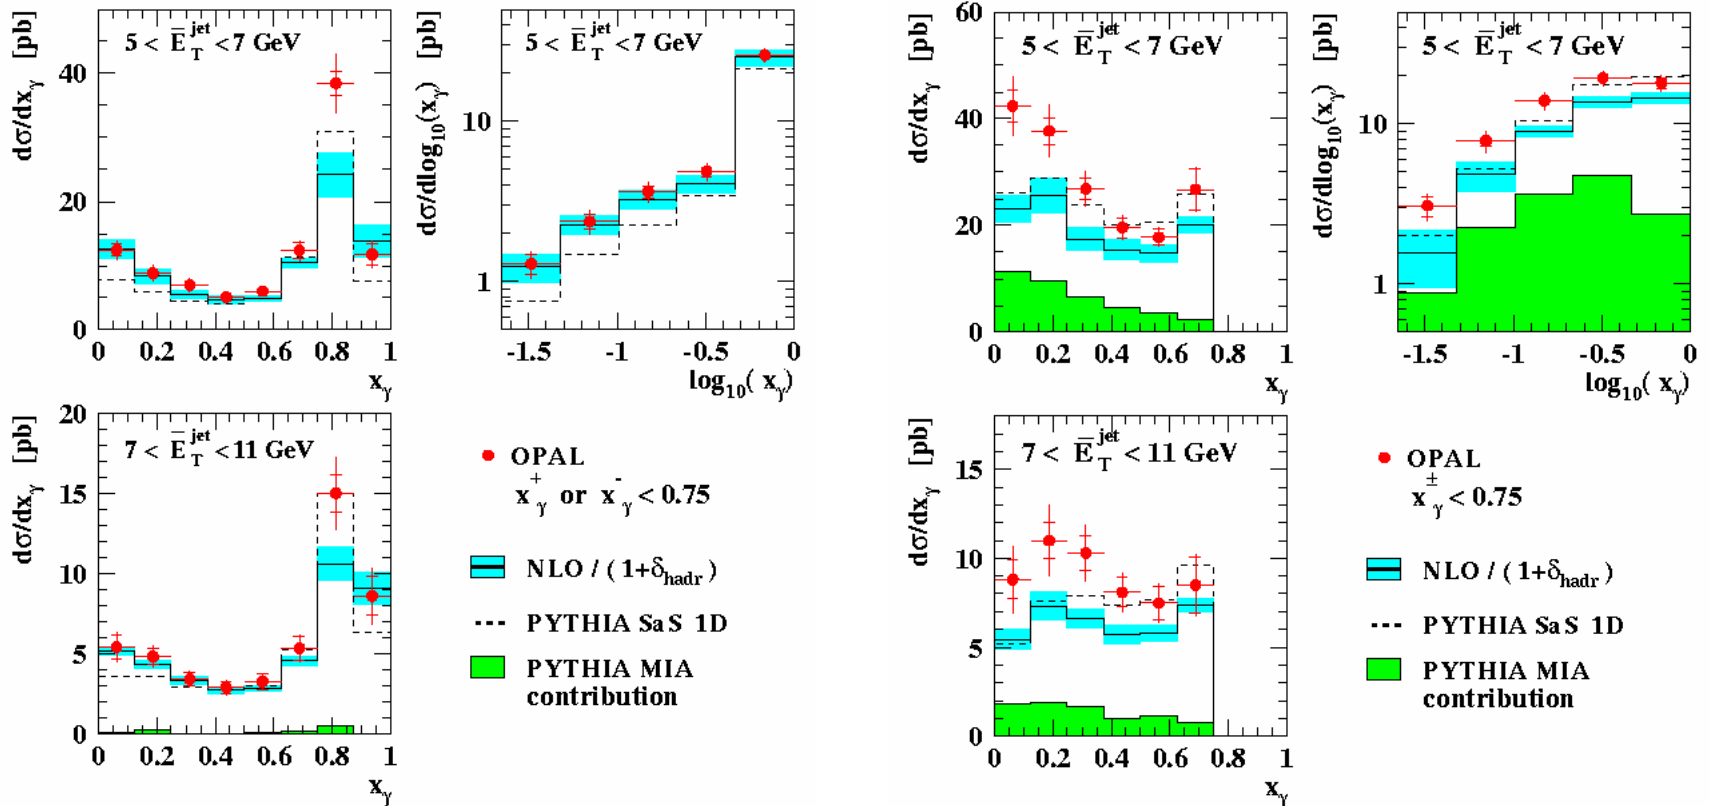 5 < E̅_T^jet < 7 GeV
dσ/dx_γ [pb]
40
20
0
0 0.2 0.4 0.6 0.8 1
x_γ
5 < E̅_T^jet < 7 GeV
dσ/dlog₁₀(x_γ) [pb]
10
1
-1.5 -1 -0.5 0
log₁₀( x_γ)
5 < E̅_T^jet < 7 GeV
dσ/dx_γ [pb]
60
40
20
0
0 0.2 0.4 0.6 0.8 1
x_γ
5 < E̅_T^jet < 7 GeV
dσ/dlog₁₀(x_γ) [pb]
10
1
-1.5 -1 -0.5 0
log₁₀( x_γ)
7 < E̅_T^jet < 11 GeV
dσ/dx_γ [pb]
20
15
10
5
0
0 0.2 0.4 0.6 0.8 1
x_γ
OPAL
x_γ^+ or x_γ^- < 0.75
NLO / ( 1+δ_hadr )
PYTHIA SaS 1D
PYTHIA MIA
contribution
7 < E̅_T^jet < 11 GeV
dσ/dx_γ [pb]
15
10
5
0
0 0.2 0.4 0.6 0.8 1
x_γ
OPAL
x_γ^± < 0.75
NLO / ( 1+δ_hadr )
PYTHIA SaS 1D
PYTHIA MIA
contribution